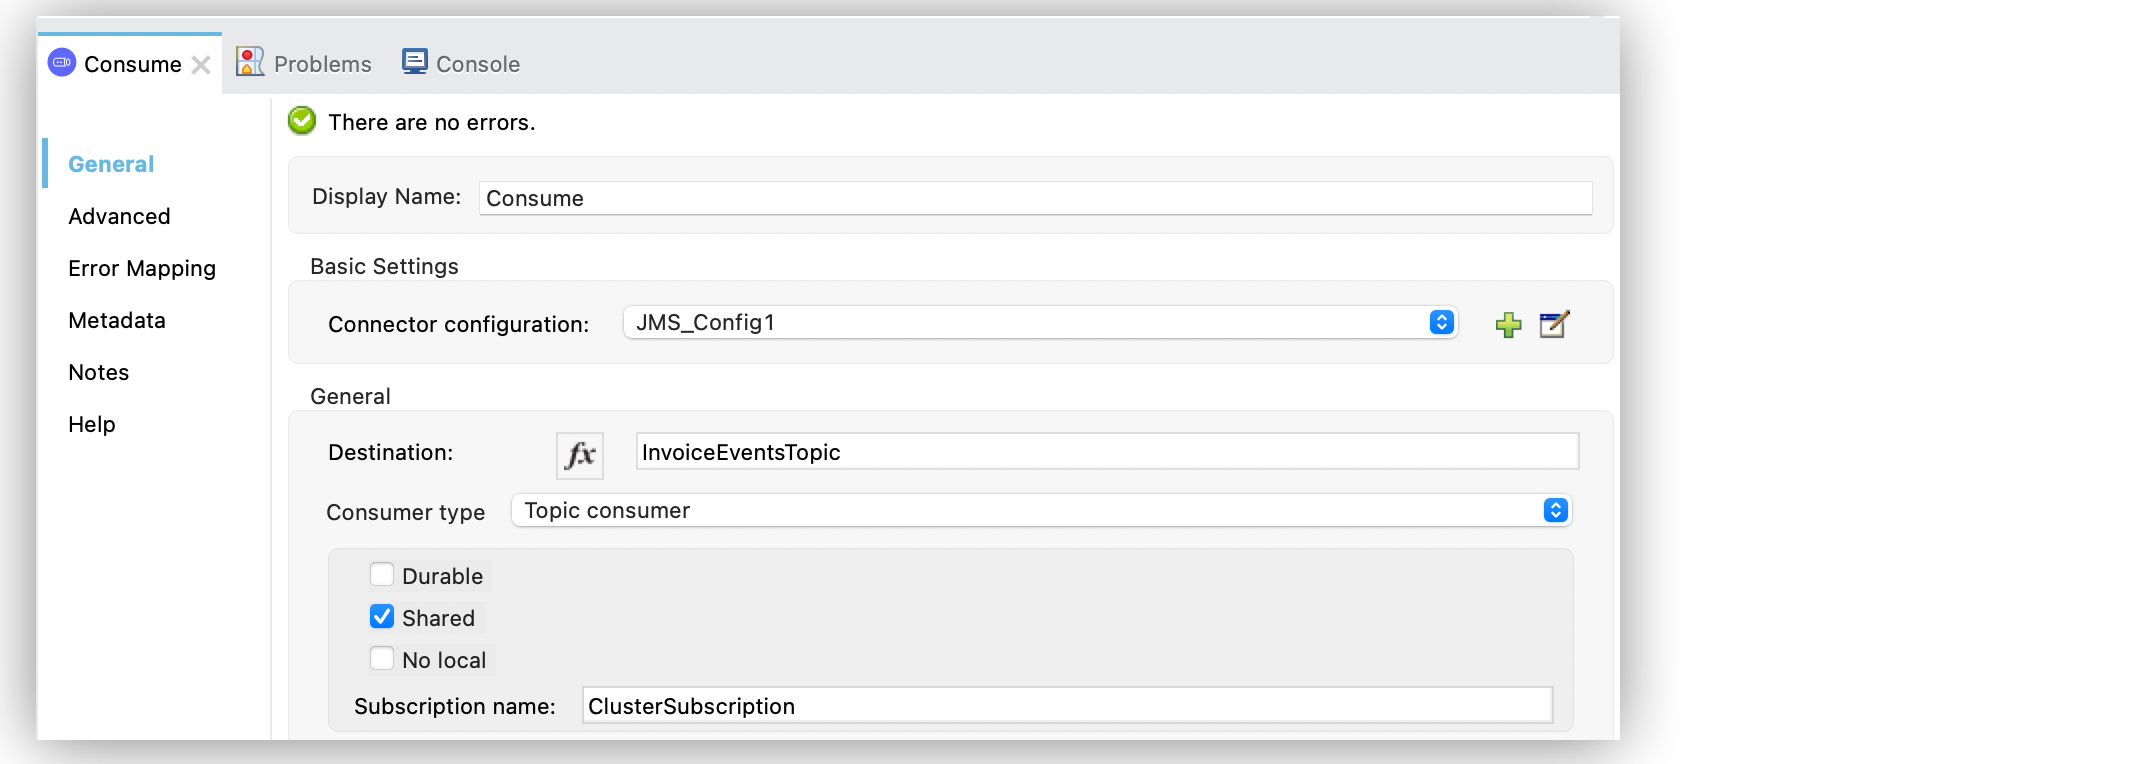 Consume Problems Console
There are no errors.
General
Advanced
Error Mapping
Metadata
Notes
Help
Display Name: Consume
Basic Settings
Connector configuration: JMS_Config1
General
Destination: fx InvoiceEventsTopic
Consumer type Topic consumer
Durable
Shared
No local
Subscription name: ClusterSubscription